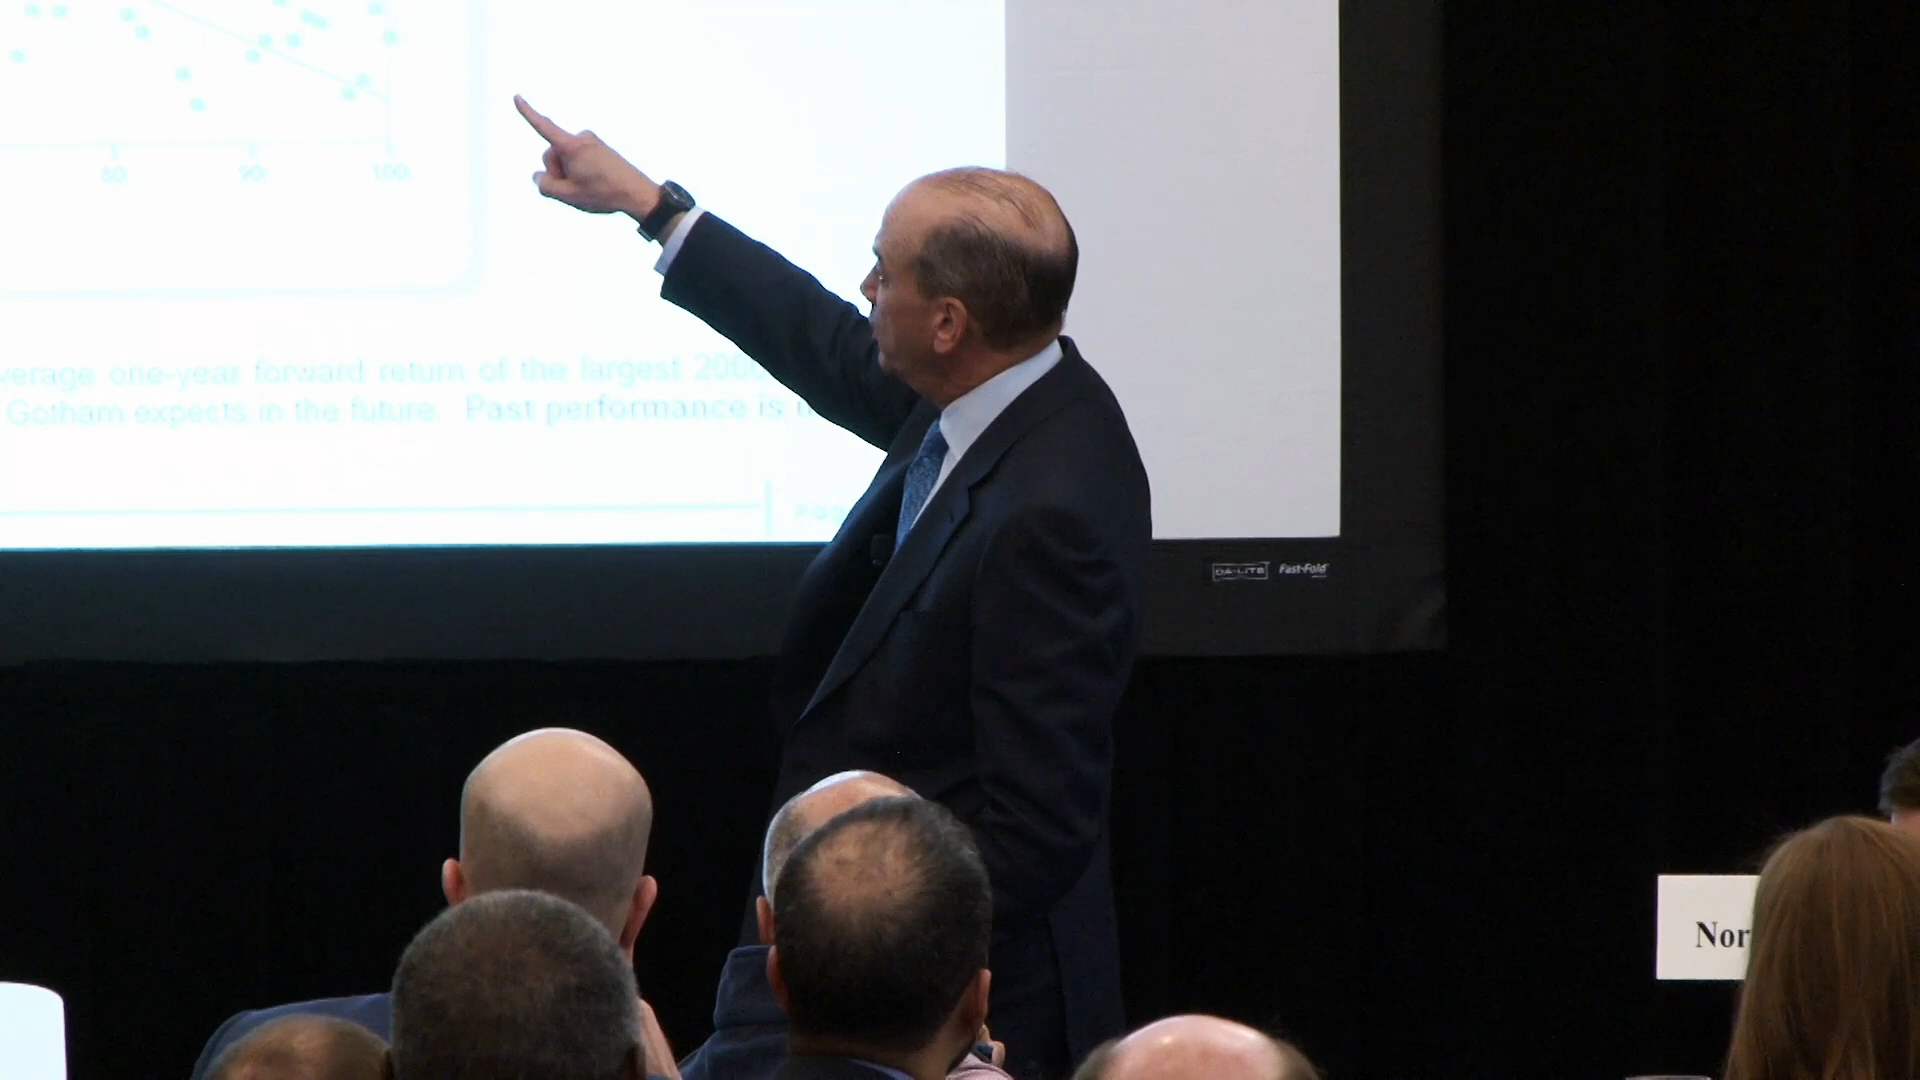 80 90 100
verage one-year forward return of the largest 2000
Gotham expects in the future. Past performance is
DA-LITE Fast-Fold
Nor